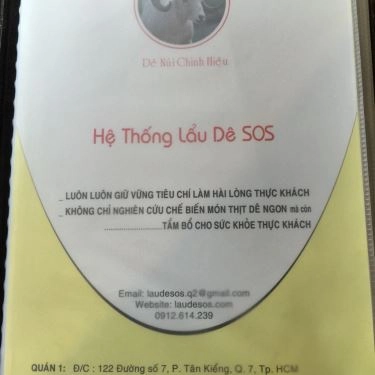 Dê Núi Chính Hiệu
Hệ Thống Lẩu Dê SOS
_ LUÔN LUÔN GIỮ VỮNG TIÊU CHÍ LÀM HÀI LÒNG THỰC KHÁCH
_ KHÔNG CHỈ NGHIÊN CỨU CHẾ BIẾN MÓN THỊT DÊ NGON mà còn
..............................TẨM BỔ CHO SỨC KHỎE THỰC KHÁCH
Email: laudesos.q2@gmail.com
Website: laudesos.com
0912.614.239
QUÁN 1: Đ/C : 122 Đường số 7, P. Tân Kiểng, Q. 7, Tp. HCM